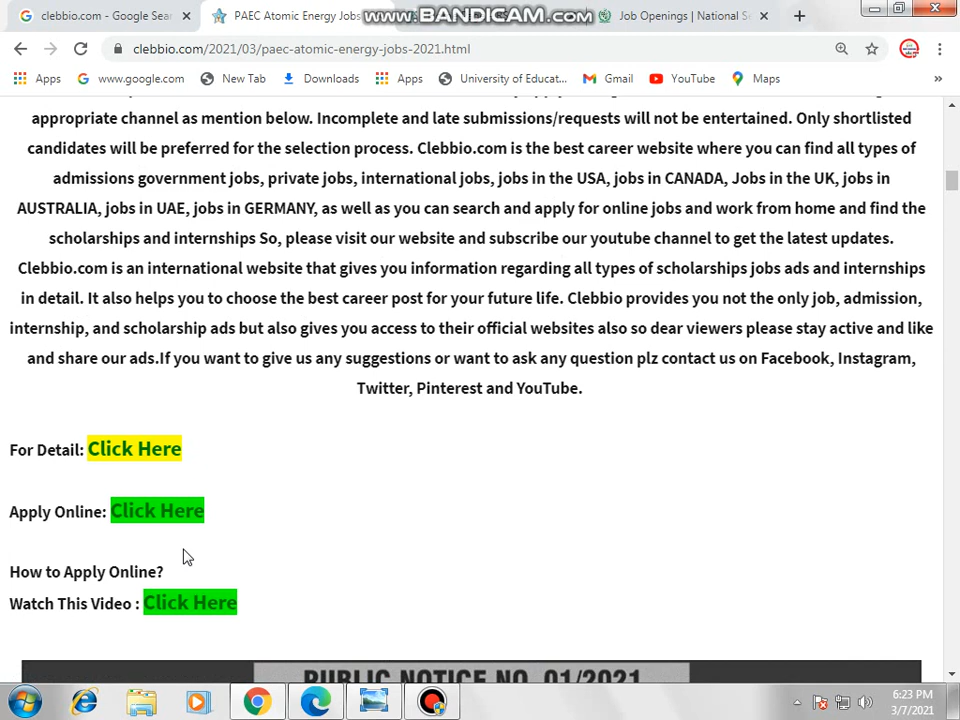 clebbio.com - Google Sear
PAEC Atomic Energy Jobs
www.BANDICAM.com
Job Openings | National S
clebbio.com/2021/03/paec-atomic-energy-jobs-2021.html
Apps
www.google.com
New Tab
Downloads
Apps
University of Educat...
Gmail
YouTube
Maps
»
appropriate channel as mention below. Incomplete and late submissions/requests will not be entertained. Only shortlisted
candidates will be preferred for the selection process. Clebbio.com is the best career website where you can find all types of
admissions government jobs, private jobs, international jobs, jobs in the USA, jobs in CANADA, Jobs in the UK, jobs in
AUSTRALIA, jobs in UAE, jobs in GERMANY, as well as you can search and apply for online jobs and work from home and find the
scholarships and internships So, please visit our website and subscribe our youtube channel to get the latest updates.
Clebbio.com is an international website that gives you information regarding all types of scholarships jobs ads and internships
in detail. It also helps you to choose the best career post for your future life. Clebbio provides you not the only job, admission,
internship, and scholarship ads but also gives you access to their official websites also so dear viewers please stay active and like
and share our ads.If you want to give us any suggestions or want to ask any question plz contact us on Facebook, Instagram,
Twitter, Pinterest and YouTube.
For Detail: Click Here
Apply Online: Click Here
How to Apply Online?
Watch This Video : Click Here
PUBLIC NOTICE NO. 01/2021
6:23 PM
3/7/2021